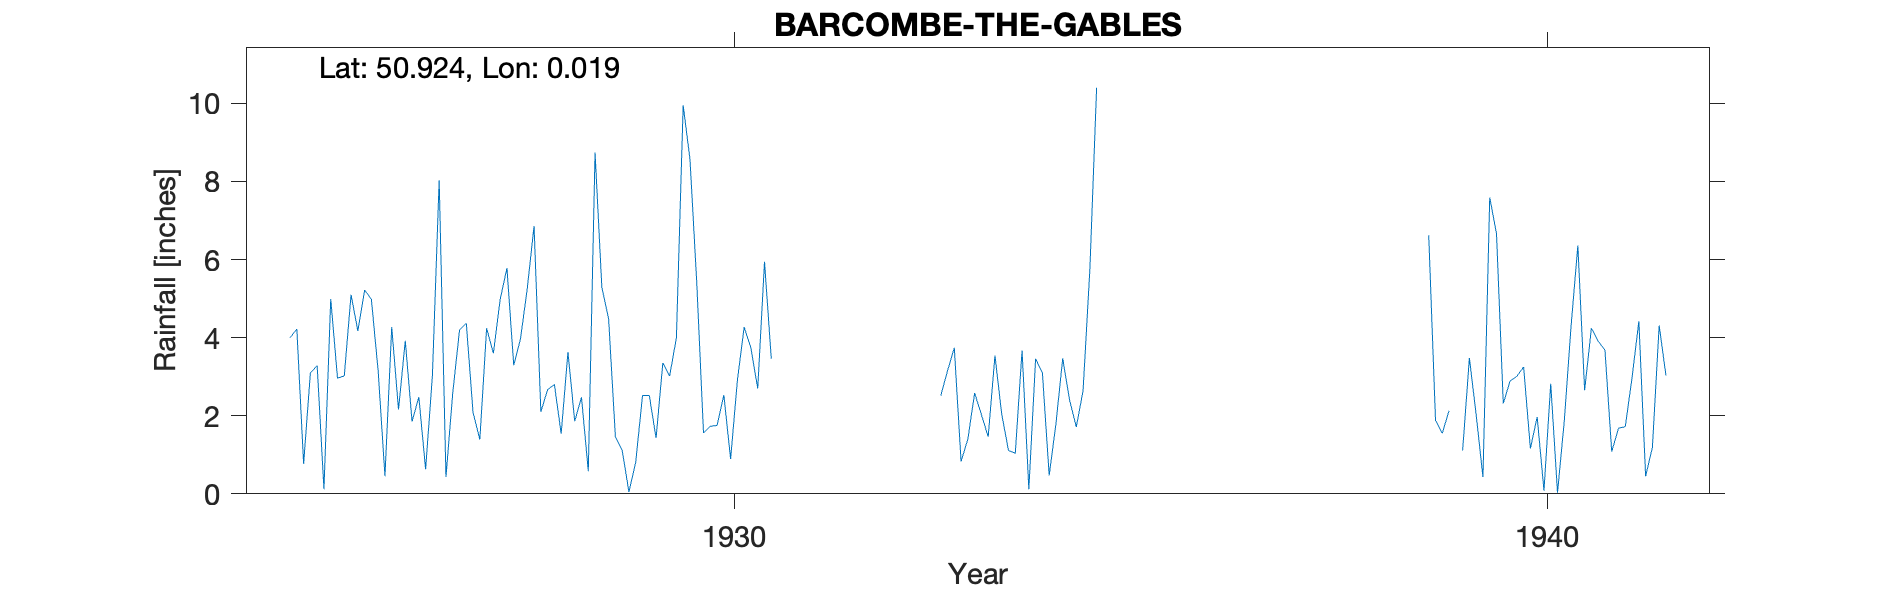 BARCOMBE-THE-GABLES
Lat: 50.924, Lon: 0.019
10
8
6
4
2
0
Rainfall [inches]
1930
1940
Year